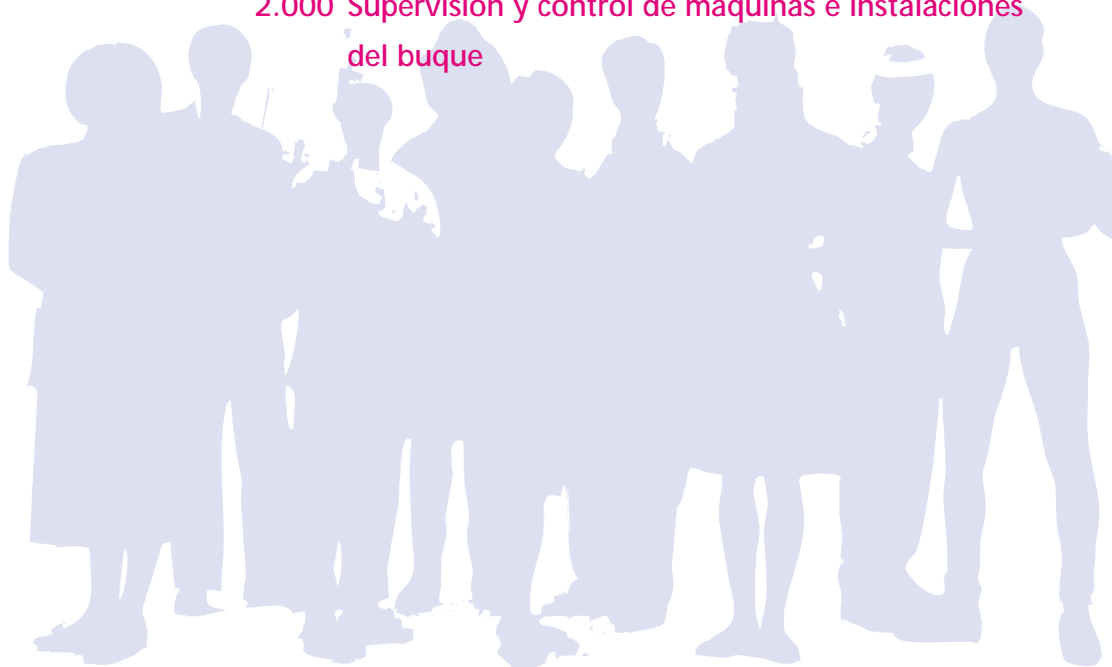 2.000 Supervisión y control de máquinas e instalaciones
del buque